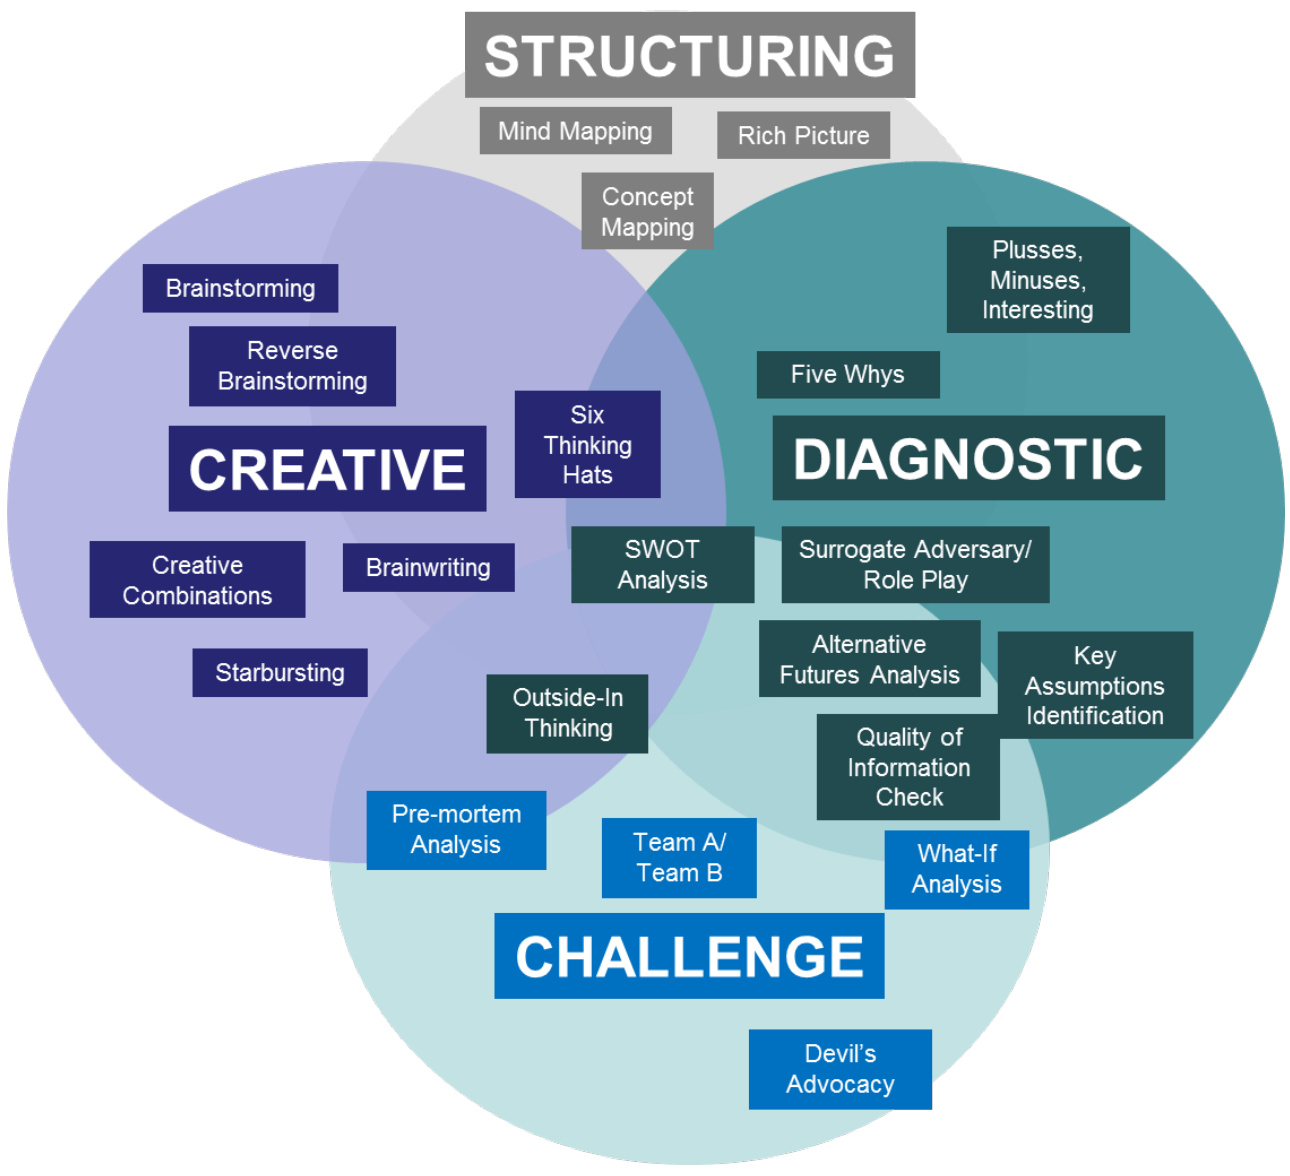 STRUCTURING
Mind Mapping
Rich Picture
Concept
Mapping
Plusses,
Minuses,
Interesting
Brainstorming
Reverse
Brainstorming
Five Whys
Six
Thinking
Hats
CREATIVE
DIAGNOSTIC
Creative
Combinations
Brainwriting
SWOT
Analysis
Surrogate Adversary/
Role Play
Starbursting
Alternative
Futures Analysis
Key
Assumptions
Identification
Outside-In
Thinking
Quality of
Information
Check
Pre-mortem
Analysis
Team A/
Team B
What-If
Analysis
CHALLENGE
Devil’s
Advocacy